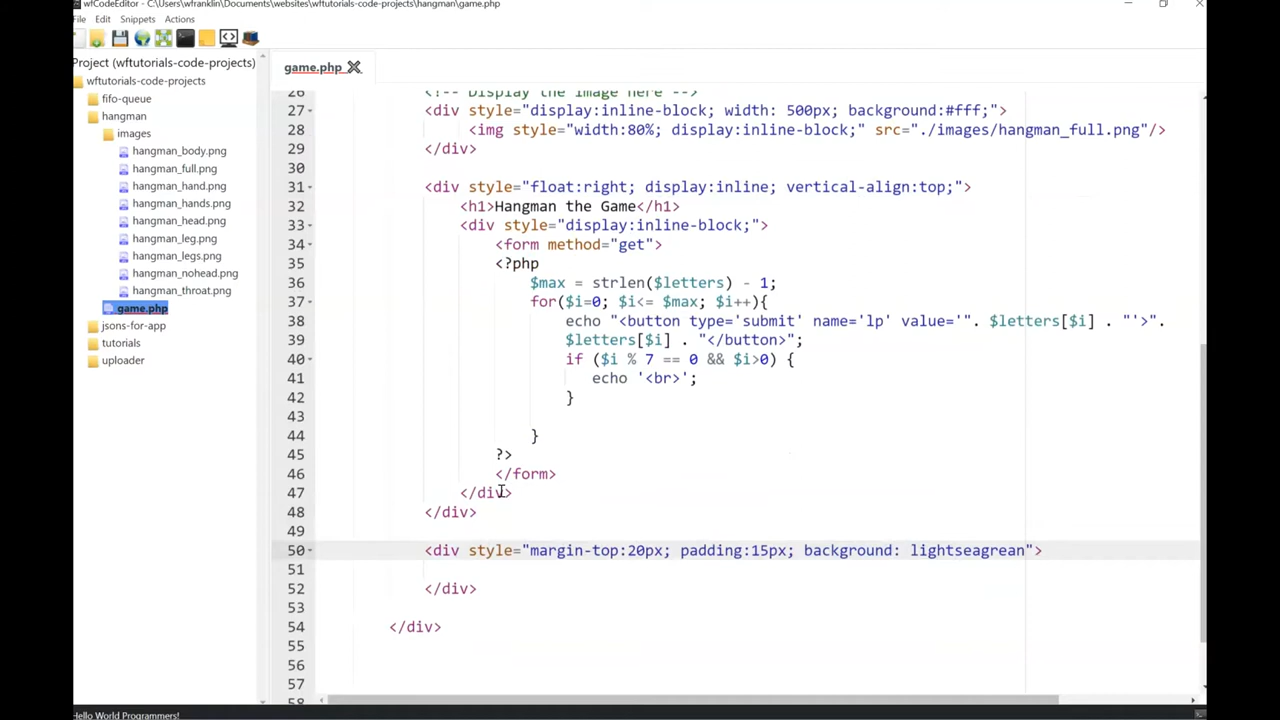 wfCodeEditor - C:\Users\wfranklin\Documents\websites\wftutorials-code-projects\hangman\game.php
File Edit Snippets Actions
Project (wftutorials-code-projects)
wftutorials-code-projects
fifo-queue
hangman
images
hangman_body.png
hangman_full.png
hangman_hand.png
hangman_hands.png
hangman_head.png
hangman_leg.png
hangman_legs.png
hangman_nohead.png
hangman_throat.png
game.php
jsons-for-app
tutorials
uploader
game.php
26 <!-- Display the image here -->
27 <div style="display:inline-block; width: 500px; background:#fff;">
28 <img style="width:80%; display:inline-block;" src="./images/hangman_full.png"/>
29 </div>
30
31 <div style="float:right; display:inline; vertical-align:top;">
32 <h1>Hangman the Game</h1>
33 <div style="display:inline-block;">
34 <form method="get">
35 <?php
36 $max = strlen($letters) - 1;
37 for($i=0; $i<= $max; $i++){
38 echo "<button type='submit' name='lp' value='". $letters[$i] . "'>".
39 $letters[$i] . "</button>";
40 if ($i % 7 == 0 && $i>0) {
41 echo '<br>';
42 }
43
44 }
45 ?>
46 </form>
47 </div>
48 </div>
49
50 <div style="margin-top:20px; padding:15px; background: lightseagrean">
51
52 </div>
53
54 </div>
55
56
57
58
Hello World Programmers!